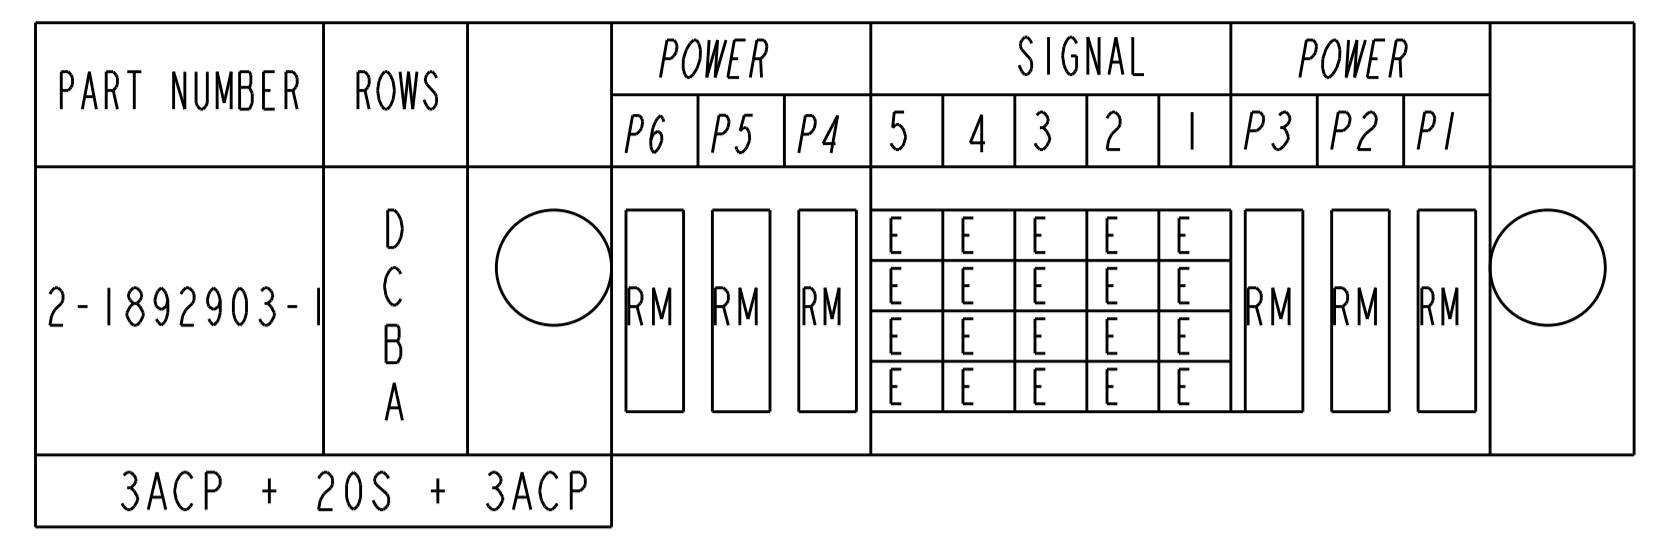 PART NUMBER ROWS POWER SIGNAL POWER
P6 P5 P4 5 4 3 2 1 P3 P2 P1
D E E E E E
C E E E E E
2-1892903-1 RM RM RM RM RM RM
B E E E E E
A E E E E E
3ACP + 20S + 3ACP